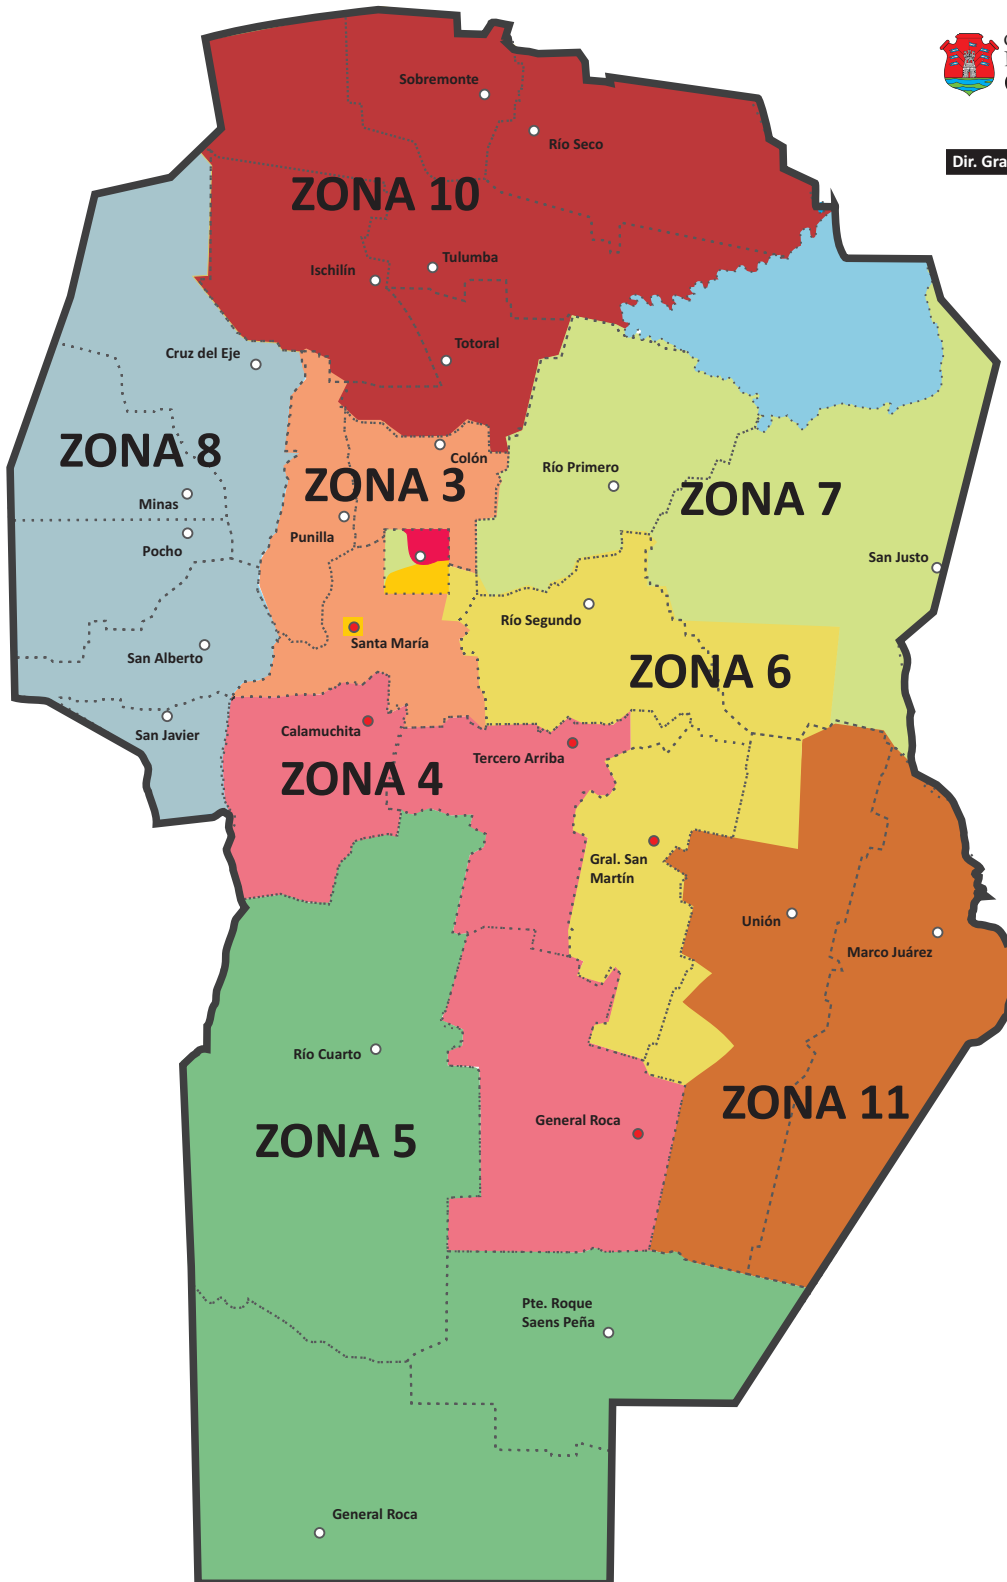 Sobremonte
Río Seco
Dir. Gra
ZONA 10
Tulumba
Ischilín
Totoral
Cruz del Eje
ZONA 8
Colón
ZONA 3
Río Primero
ZONA 7
Minas
Punilla
Pocho
San Justo
Río Segundo
Santa María
San Alberto
ZONA 6
San Javier
Calamuchita
Tercero Arriba
ZONA 4
Gral. San
Martín
Unión
Marco Juárez
Río Cuarto
ZONA 11
General Roca
ZONA 5
Pte. Roque
Saens Peña
General Roca